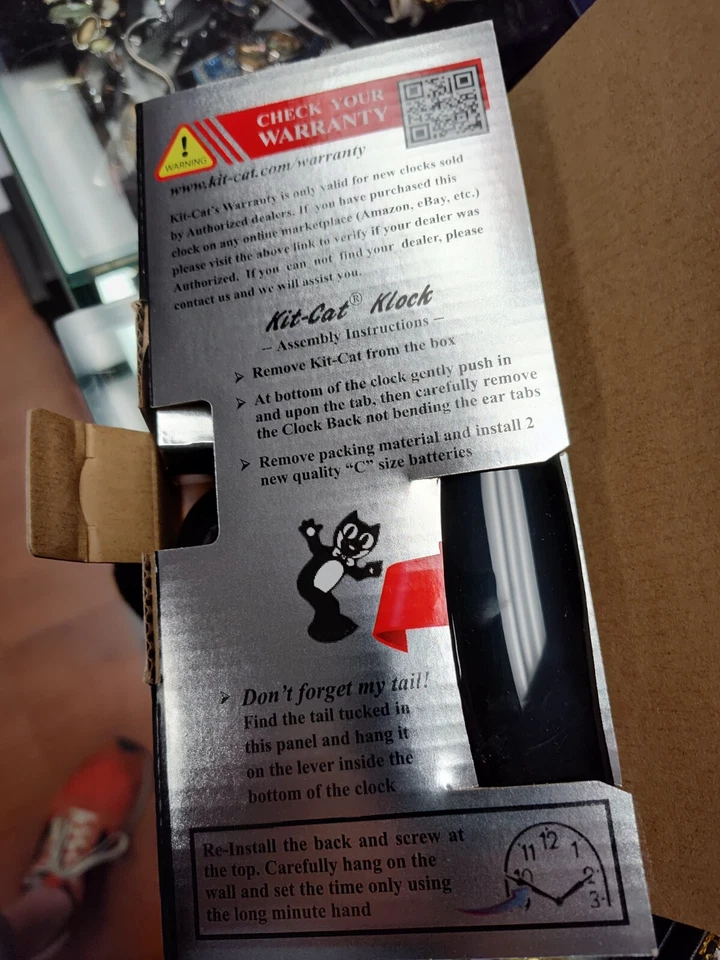 CHECK YOUR
WARRANTY
WARNING
www.kit-cat.com/warranty
Kit-Cat's Warranty is only valid for new clocks sold
by Authorized dealers. If you have purchased this
clock on any online marketplace (Amazon, eBay, etc.)
please visit the above link to verify if your dealer was
Authorized. If you can not find your dealer, please
contact us and we will assist you.
Kit-Cat® Klock
– Assembly Instructions –
➢ Remove Kit-Cat from the box
➢ At bottom of the clock gently push in
and upon the tab, then carefully remove
the Clock Back not bending the ear tabs
➢ Remove packing material and install 2
new quality “C” size batteries
➢ Don't forget my tail!
Find the tail tucked in
this panel and hang it
on the lever inside the
bottom of the clock
Re-Install the back and screw at
the top. Carefully hang on the
wall and set the time only using
the long minute hand
11 12 1
10 2
3